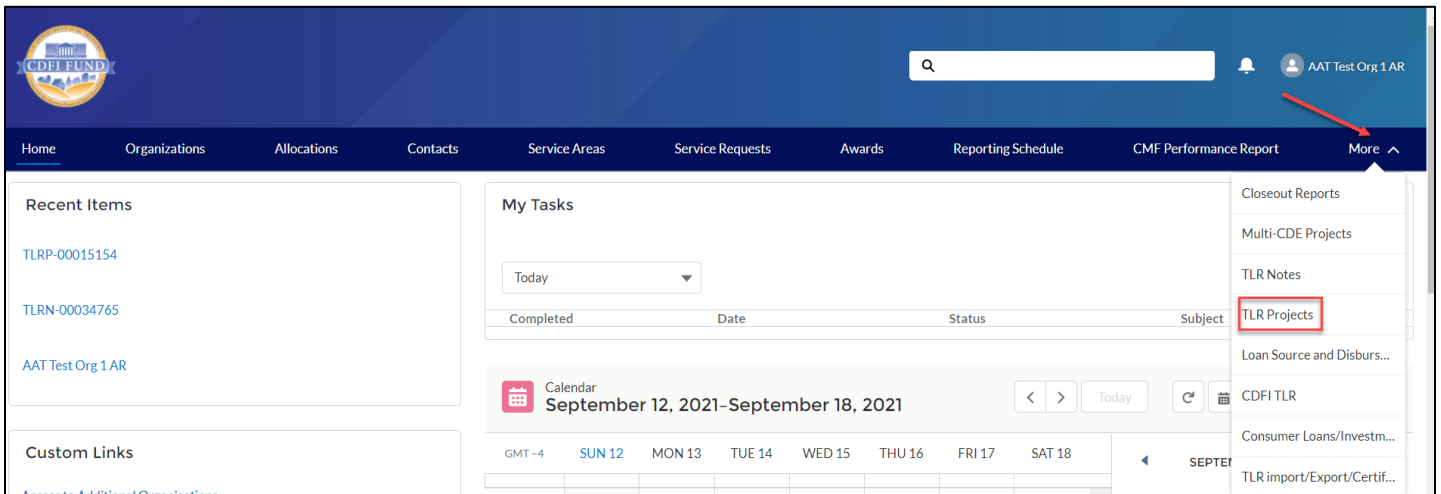 CDFI FUND
AAT Test Org 1 AR
Home Organizations Allocations Contacts Service Areas Service Requests Awards Reporting Schedule CMF Performance Report More
Recent Items
TLRP-00015154
TLRN-00034765
AAT Test Org 1 AR
Custom Links
My Tasks
Today
Completed Date Status Subject
Calendar
September 12, 2021–September 18, 2021
Today
GMT −4 SUN 12 MON 13 TUE 14 WED 15 THU 16 FRI 17 SAT 18
Closeout Reports
Multi-CDE Projects
TLR Notes
TLR Projects
Loan Source and Disburs...
CDFI TLR
Consumer Loans/Investm...
TLR import/Export/Certif...